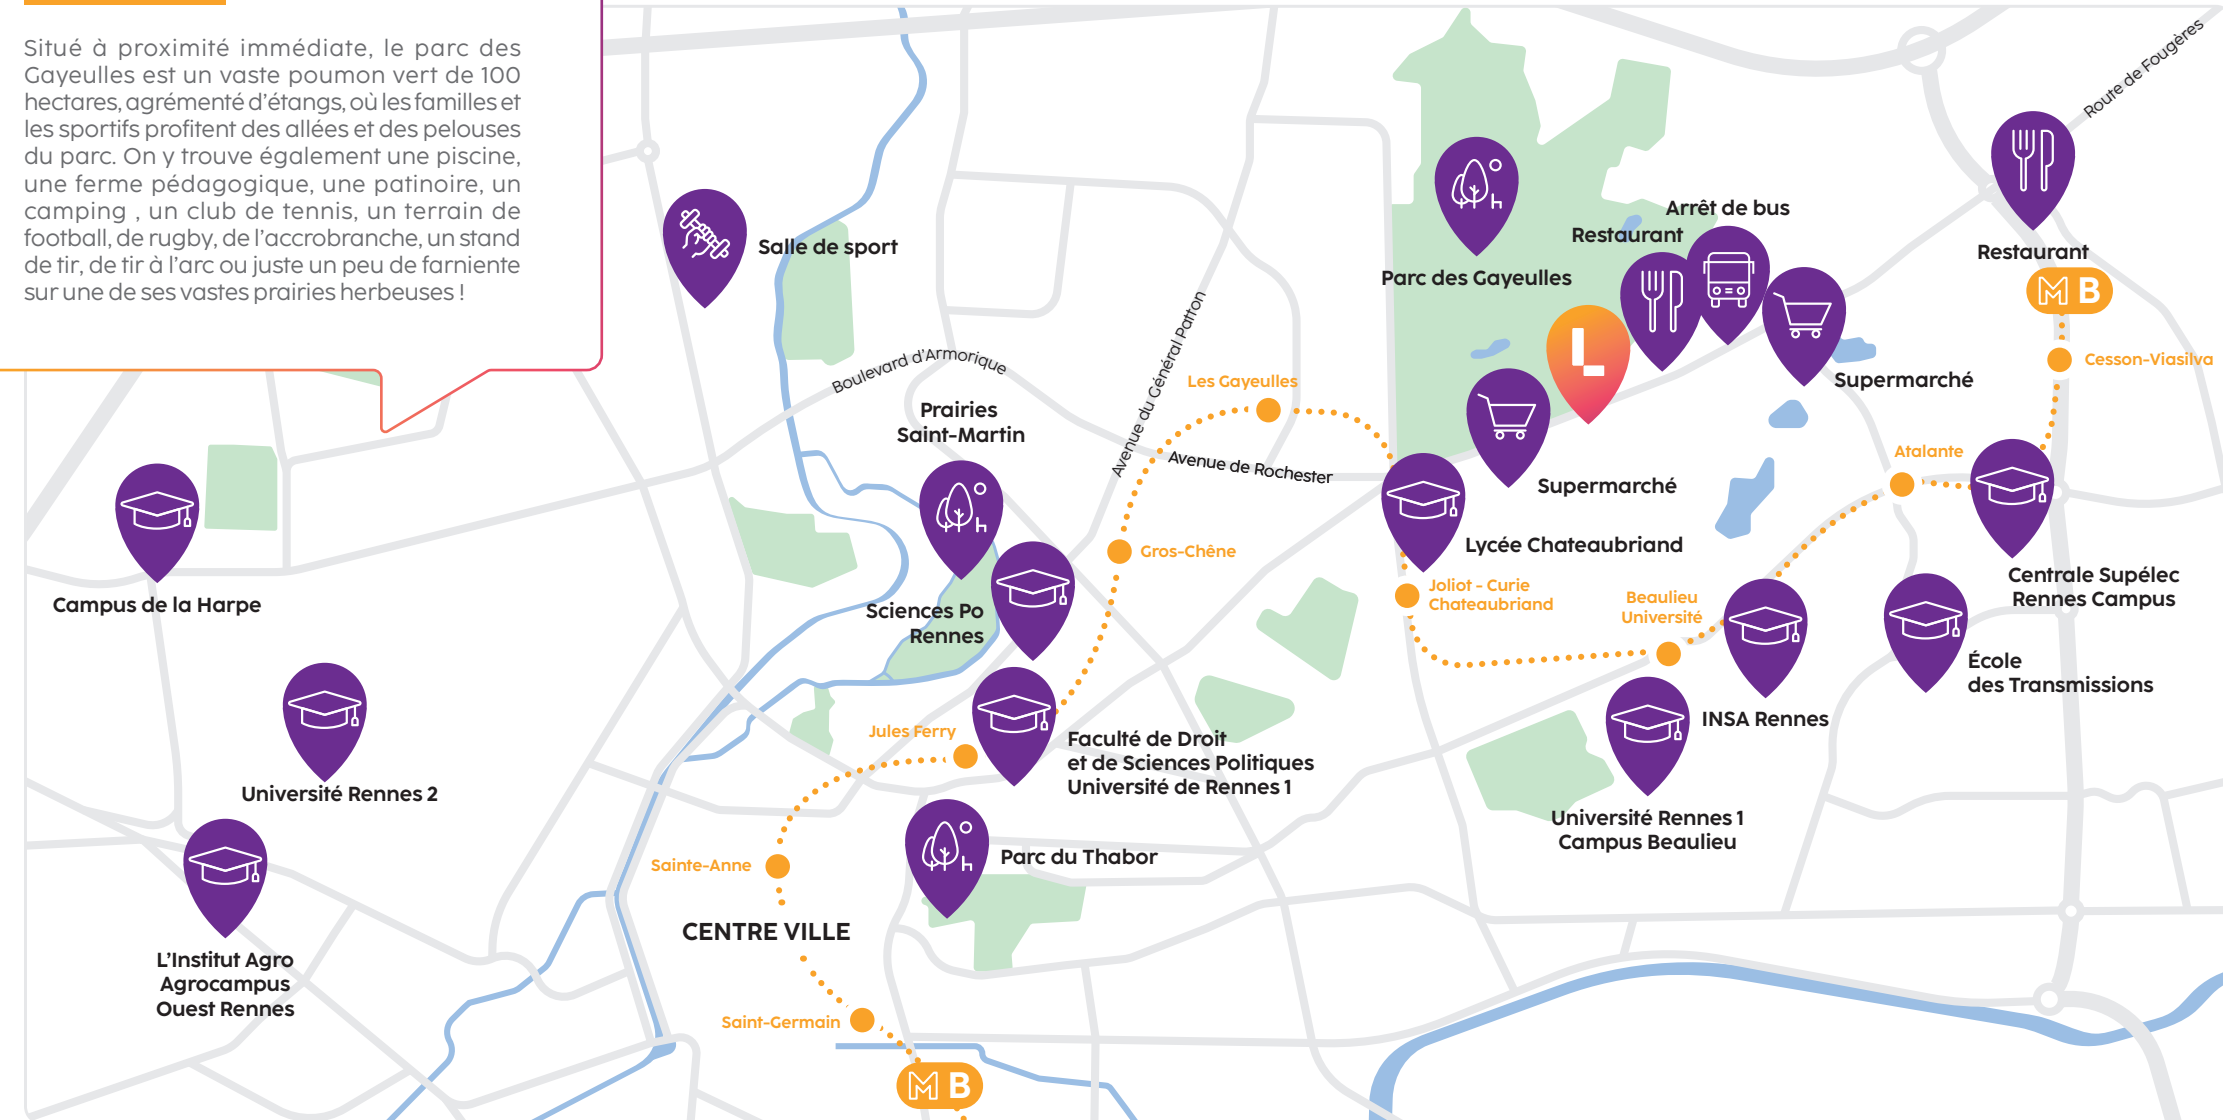 Situé à proximité immédiate, le parc des
Gayeulles est un vaste poumon vert de 100
hectares, agrémenté d'étangs, où les familles et
les sportifs profitent des allées et des pelouses
du parc. On y trouve également une piscine,
une ferme pédagogique, une patinoire, un
camping , un club de tennis, un terrain de
football, de rugby, de l'accrobranche, un stand
de tir, de tir à l'arc ou juste un peu de farniente
sur une de ses vastes prairies herbeuses !
Route de Fougères
Salle de sport
Arrêt de bus
Restaurant
Parc des Gayeulles
Restaurant
M B
Cesson-Viasilva
L
Supermarché
Boulevard d'Armorique
Avenue du Général Patton
Les Gayeulles
Prairies
Saint-Martin
Avenue de Rochester
Supermarché
Atalante
Lycée Chateaubriand
Gros-Chêne
Joliot - Curie
Chateaubriand
Beaulieu
Université
Centrale Supélec
Rennes Campus
Campus de la Harpe
Sciences Po
Rennes
École
des Transmissions
INSA Rennes
Jules Ferry
Faculté de Droit
et de Sciences Politiques
Université de Rennes 1
Université Rennes 2
Université Rennes 1
Campus Beaulieu
Sainte-Anne
Parc du Thabor
CENTRE VILLE
L'Institut Agro
Agrocampus
Ouest Rennes
Saint-Germain
M B